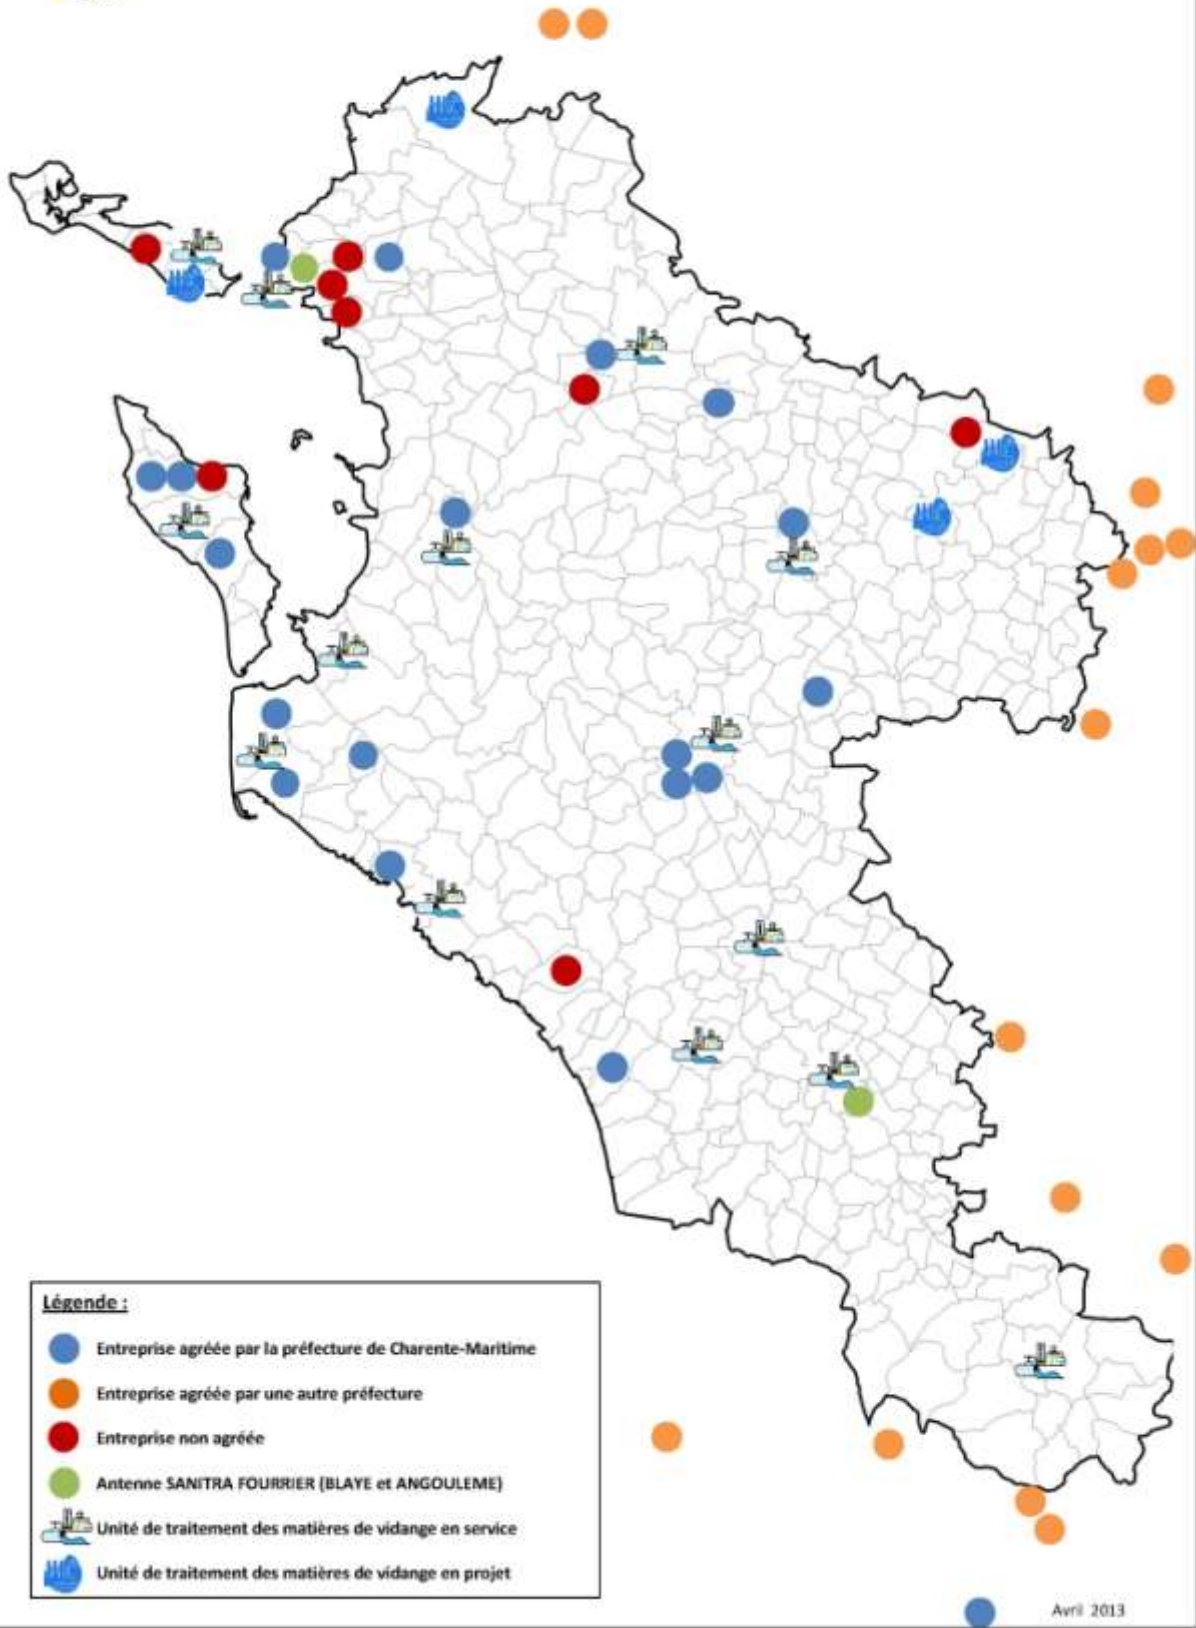 Légende :
Entreprise agréée par la préfecture de Charente-Maritime
Entreprise agréée par une autre préfecture
Entreprise non agréée
Antenne SANITRA FOURRIER (BLAYE et ANGOULEME)
Unité de traitement des matières de vidange en service
Unité de traitement des matières de vidange en projet
Avril 2013